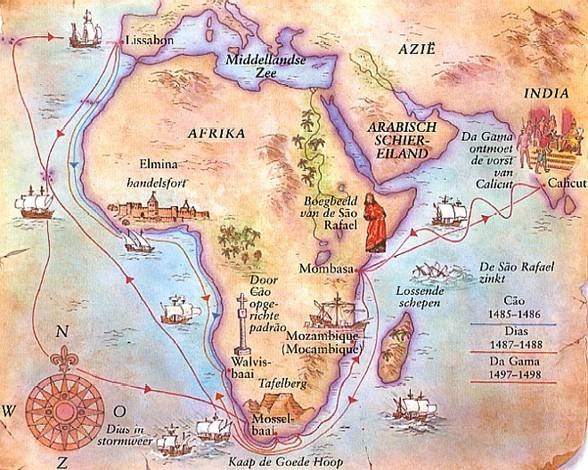 Lissabon
Middellandse
Zee
AZIË
INDIA
AFRIKA
ARABISCH
SCHIER-
EILAND
Da Gama
ontmoet
de vorst
van
Calicut
Calicut
Elmina
handelsfort
Boegbeeld
van de São
Rafael
Mombasa
De São Rafael
zinkt
Lossende
schepen
Door
Cão
opge-
richte
padrão
Mozambique
(Mocambique)
Cão
1485-1486
Dias
1487-1488
Da Gama
1497-1498
Walvis-
baai
Tafelberg
Mossel-
baai
N
W
O
Z
Dias in
stormweer
Kaap de Goede Hoop